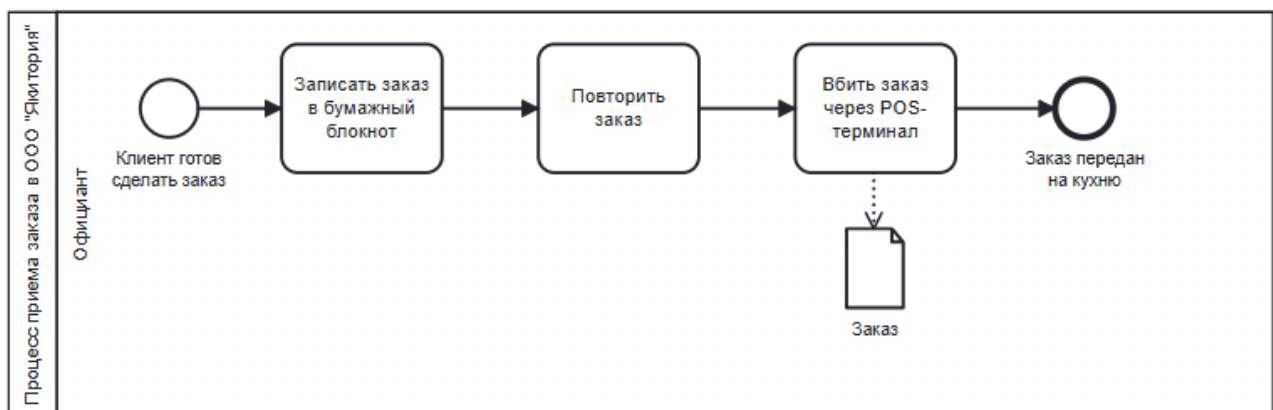 Процесс приема заказа в ООО "Якитория"
Официант
Клиент готов
сделать заказ
Записать заказ
в бумажный
блокнот
Повторить
заказ
Вбить заказ
через POS-
терминал
Заказ
Заказ передан
на кухню